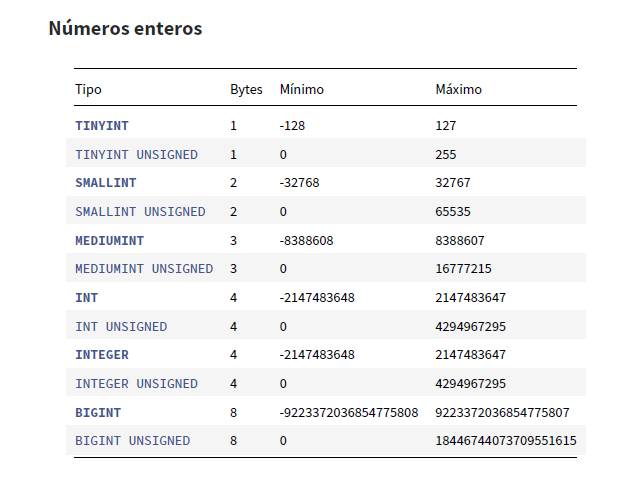 Números enteros
Tipo Bytes Mínimo Máximo
TINYINT 1 -128 127
TINYINT UNSIGNED 1 0 255
SMALLINT 2 -32768 32767
SMALLINT UNSIGNED 2 0 65535
MEDIUMINT 3 -8388608 8388607
MEDIUMINT UNSIGNED 3 0 16777215
INT 4 -2147483648 2147483647
INT UNSIGNED 4 0 4294967295
INTEGER 4 -2147483648 2147483647
INTEGER UNSIGNED 4 0 4294967295
BIGINT 8 -9223372036854775808 9223372036854775807
BIGINT UNSIGNED 8 0 18446744073709551615